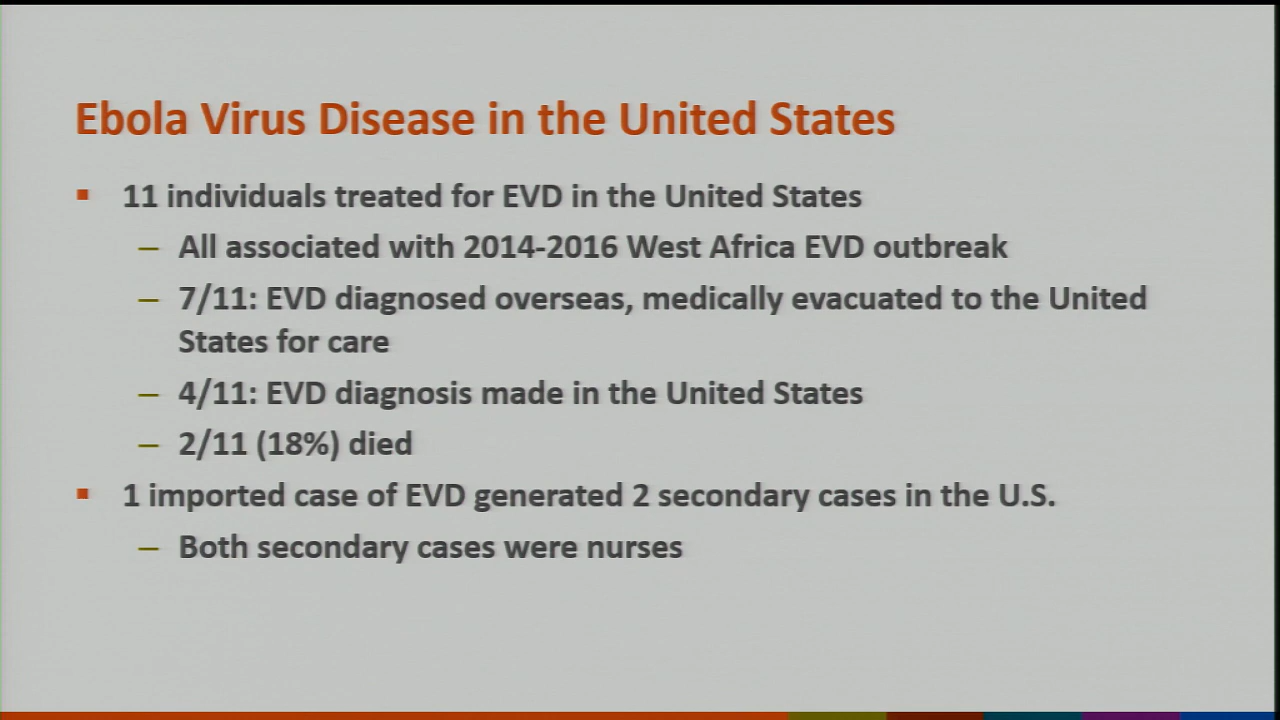 Ebola Virus Disease in the United States
▪ 11 individuals treated for EVD in the United States
– All associated with 2014-2016 West Africa EVD outbreak
– 7/11: EVD diagnosed overseas, medically evacuated to the United
States for care
– 4/11: EVD diagnosis made in the United States
– 2/11 (18%) died
▪ 1 imported case of EVD generated 2 secondary cases in the U.S.
– Both secondary cases were nurses